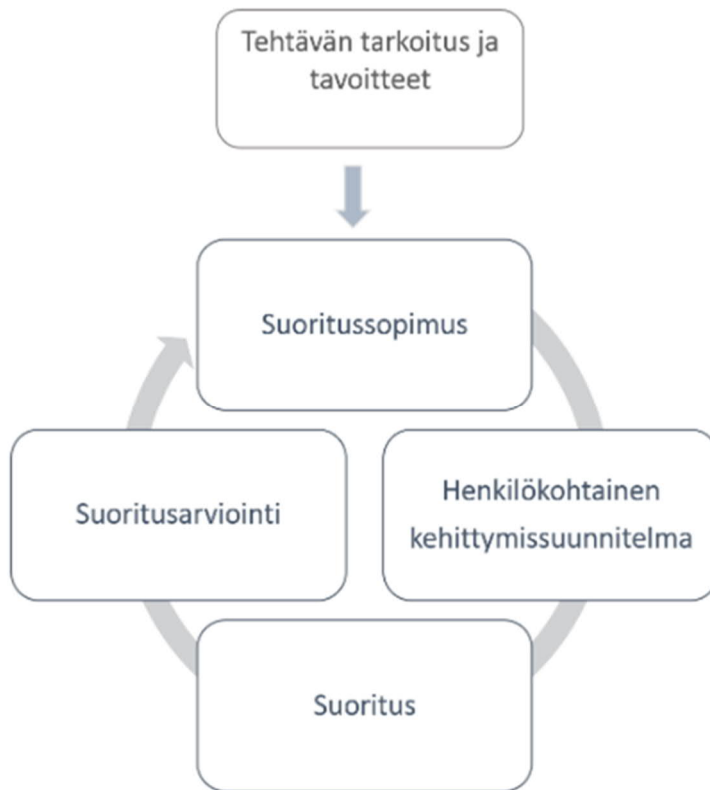 Tehtävän tarkoitus ja
tavoitteet
Suoritussopimus
Suoritusarviointi
Henkilökohtainen
kehittymissuunnitelma
Suoritus